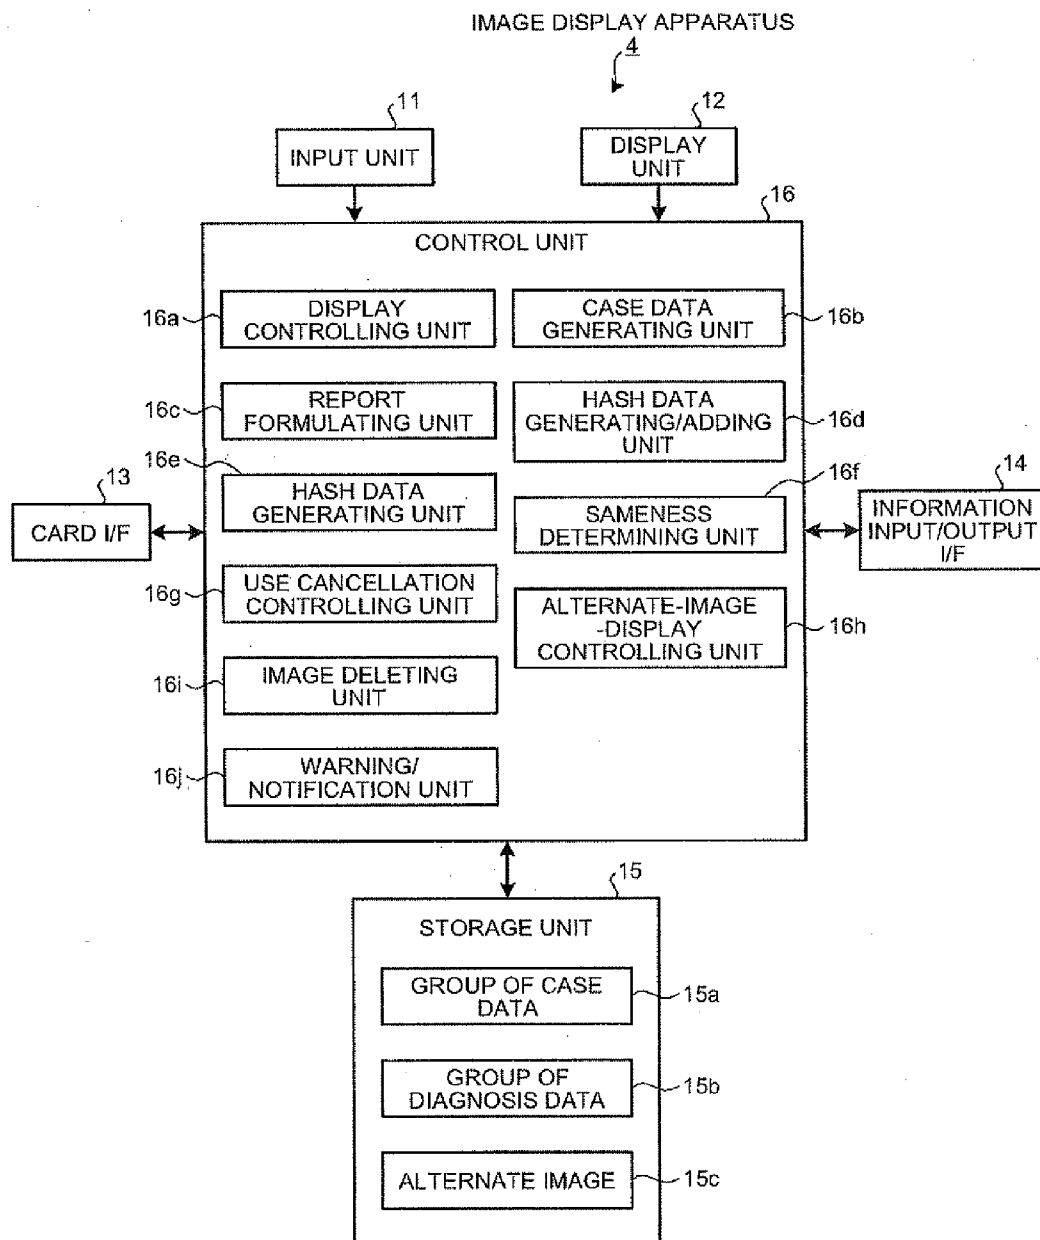 IMAGE DISPLAY APPARATUS
4
11
INPUT UNIT
12
DISPLAY
UNIT
16
CONTROL UNIT
16a
DISPLAY
CONTROLLING UNIT
CASE DATA
GENERATING UNIT
16b
16c
REPORT
FORMULATING UNIT
HASH DATA
GENERATING/ADDING
UNIT
16d
16e
HASH DATA
GENERATING UNIT
16f
SAMENESS
DETERMINING UNIT
13
CARD I/F
14
INFORMATION
INPUT/OUTPUT
I/F
16g
USE CANCELLATION
CONTROLLING UNIT
ALTERNATE-IMAGE
-DISPLAY
CONTROLLING UNIT
16h
16i
IMAGE DELETING
UNIT
16j
WARNING/
NOTIFICATION UNIT
15
STORAGE UNIT
GROUP OF CASE
DATA
15a
GROUP OF
DIAGNOSIS DATA
15b
ALTERNATE IMAGE
15c